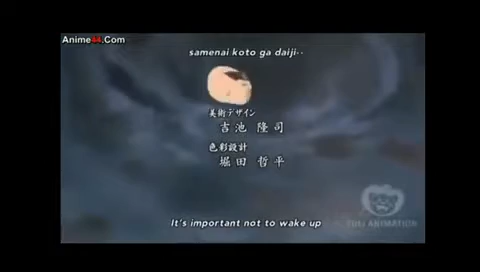 Anime44.Com
samenai koto ga daiji··
美術デザイン
吉池 隆司
色彩設計
堀田 哲平
It's important not to wake up
TOEI ANIMATION